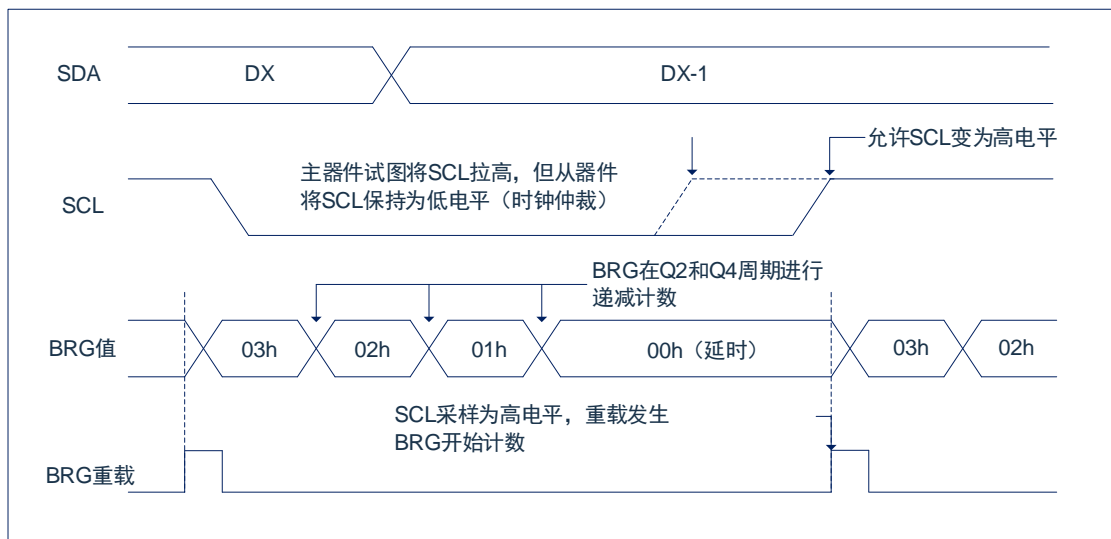 SDA
DX
DX-1
允许SCL变为高电平
主器件试图将SCL拉高，但从器件
将SCL保持为低电平（时钟仲裁）
SCL
BRG在Q2和Q4周期进行
递减计数
BRG值
03h
02h
01h
00h（延时）
03h
02h
SCL采样为高电平，重载发生
BRG开始计数
BRG重载